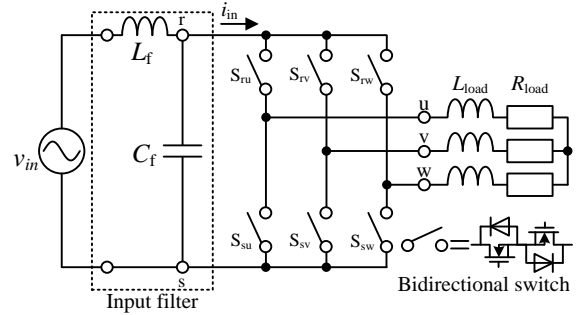 r
i_in
L_f
S_ru
S_rv
S_rw
L_load
R_load
u
v
w
v_in
C_f
S_su
S_sv
S_sw
s
Input filter
Bidirectional switch